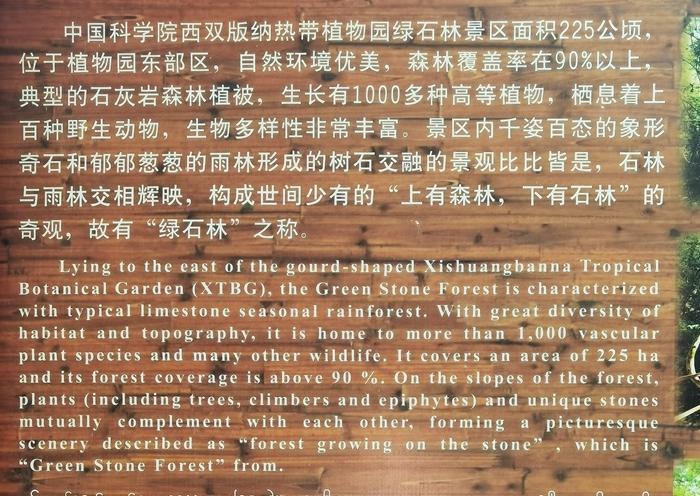 中国科学院西双版纳热带植物园绿石林景区面积225公顷，
位于植物园东部区，自然环境优美，森林覆盖率在90%以上，
典型的石灰岩森林植被，生长有1000多种高等植物，栖息着上
百种野生动物，生物多样性非常丰富。景区内千姿百态的象形
奇石和郁郁葱葱的雨林形成的树石交融的景观比比皆是，石林
与雨林交相辉映，构成世间少有的“上有森林，下有石林”的
奇观，故有“绿石林”之称。
Lying to the east of the gourd-shaped Xishuangbanna Tropical
Botanical Garden (XTBG), the Green Stone Forest is characterized
with typical limestone seasonal rainforest. With great diversity of
habitat and topography, it is home to more than 1,000 vascular
plant species and many other wildlife. It covers an area of 225 ha
and its forest coverage is above 90 %. On the slopes of the forest,
plants (including trees, climbers and epiphytes) and unique stones
mutually complement with each other, forming a picturesque
scenery described as “forest growing on the stone” , which is
“Green Stone Forest” from.